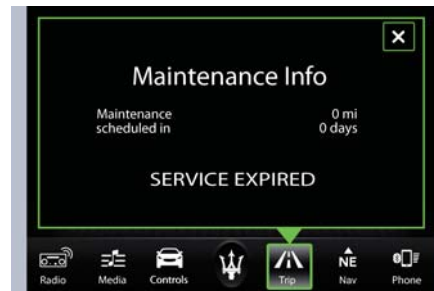 Maintenance Info
Maintenance 0 mi
scheduled in 0 days
SERVICE EXPIRED
NE
Radio Media Controls Trip Nav Phone